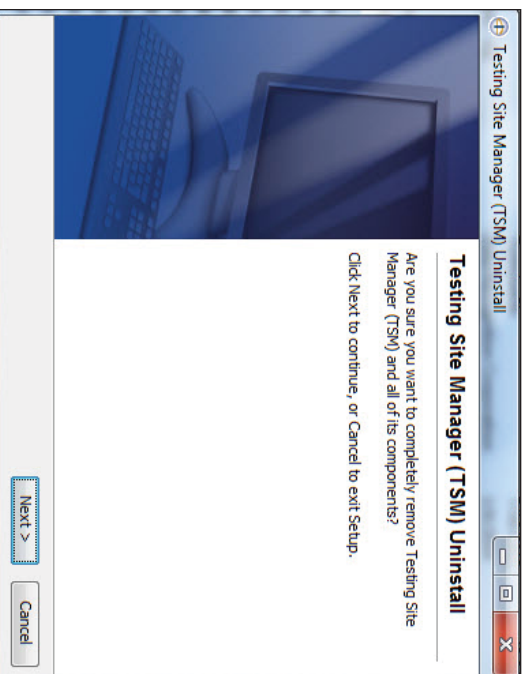 Testing Site Manager (TSM) Uninstall
Testing Site Manager (TSM) Uninstall
Are you sure you want to completely remove Testing Site
Manager (TSM) and all of its components?
Click Next to continue, or Cancel to exit Setup.
Next >
Cancel